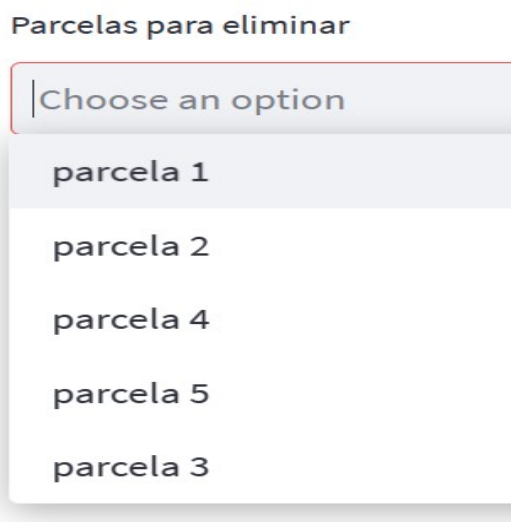 Parcelas para eliminar
Choose an option
parcela 1
parcela 2
parcela 4
parcela 5
parcela 3